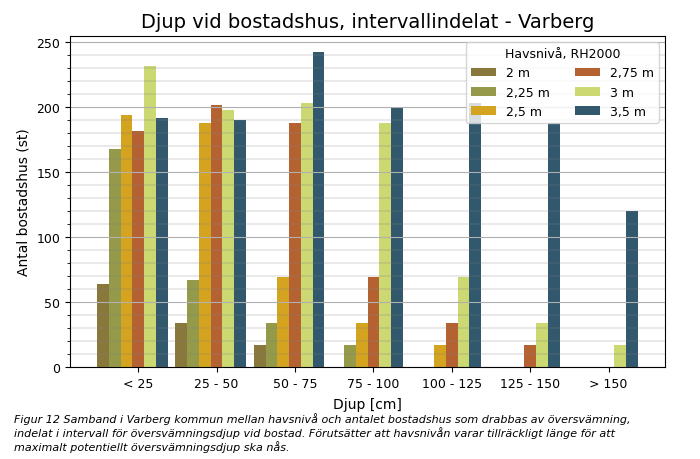 Djup vid bostadshus, intervallindelat - Varberg
Havsnivå, RH2000
2 m
2,25 m
2,5 m
2,75 m
3 m
3,5 m
Antal bostadshus (st)
250
200
150
100
50
0
< 25
25 - 50
50 - 75
75 - 100
100 - 125
125 - 150
> 150
Djup [cm]
Figur 12 Samband i Varberg kommun mellan havsnivå och antalet bostadshus som drabbas av översvämning,
indelat i intervall för översvämningsdjup vid bostad. Förutsätter att havsnivån varar tillräckligt länge för att
maximalt potentiellt översvämningsdjup ska nås.